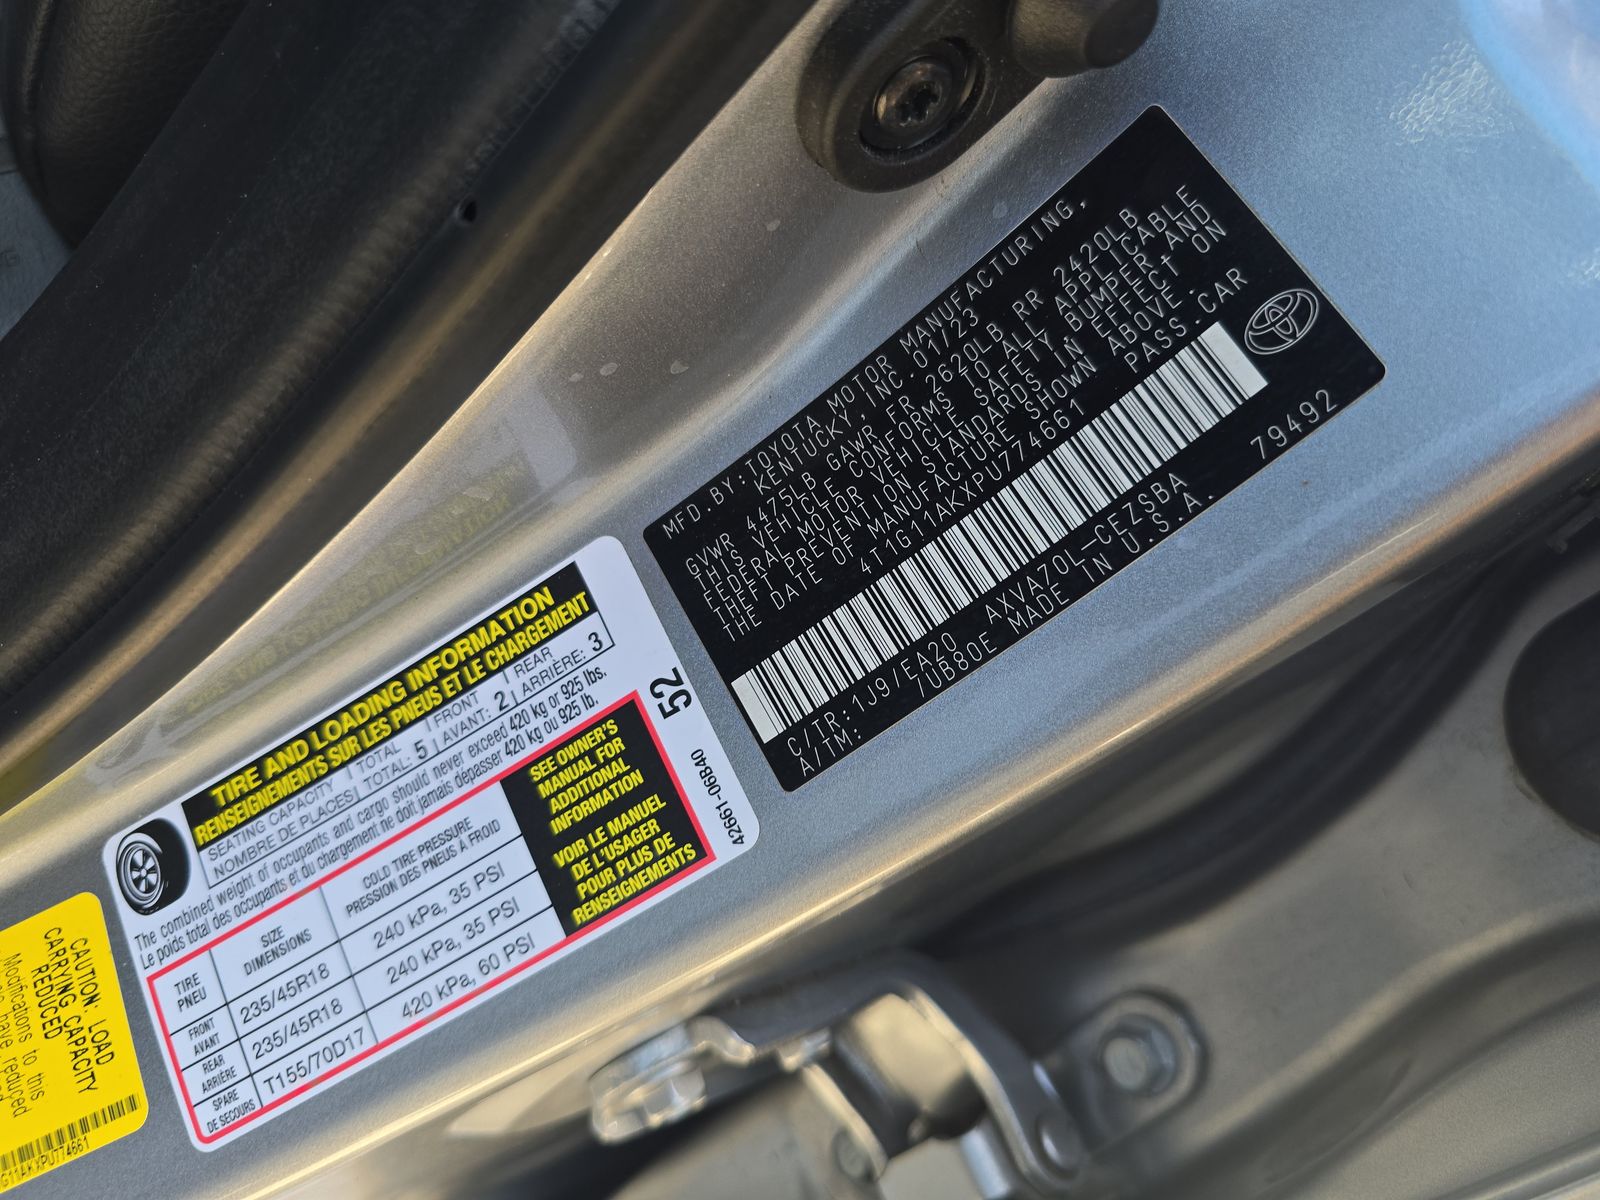 MFD.BY:TOYOTA MOTOR MANUFACTURING,
KENTUCKY,INC.01/23
GVWR 4475LB GAWR FR 2620LB RR 2420LB
THIS VEHICLE CONFORMS TO ALL APPLICABLE
FEDERAL MOTOR VEHICLE SAFETY,BUMPER,AND
THEFT PREVENTION STANDARDS IN EFFECT ON
THE DATE OF MANUFACTURE SHOWN ABOVE.
4T1G11AKXPU774661 PASS.CAR
C/TR:1J9/EA20 AXVA70L-CEZSBA 79492
A/TM: /UB80E MADE IN U.S.A.
TIRE AND LOADING INFORMATION
RENSEIGNEMENTS SUR LES PNEUS ET LE CHARGEMENT
SEATING CAPACITY TOTAL FRONT REAR
NOMBRE DE PLACES TOTAL: 5 AVANT: 2 ARRIÈRE: 3
The combined weight of occupants and cargo should never exceed 420 kg or 925 lbs.
Le poids total des occupants et du chargement ne doit jamais dépasser 420 kg ou 925 lb.
TIRE SIZE COLD TIRE PRESSURE
PNEU DIMENSIONS PRESSION DES PNEUS A FROID
FRONT
AVANT 235/45R18 240 kPa, 35 PSI
REAR
ARRIÈRE 235/45R18 240 kPa, 35 PSI
SPARE
DE SECOURS T155/70D17 420 kPa, 60 PSI
SEE OWNER'S
MANUAL FOR
ADDITIONAL
INFORMATION
VOIR LE MANUEL
DE L'USAGER
POUR PLUS DE
RENSEIGNEMENTS
52
42661-06B40
CAUTION: LOAD
CARRYING CAPACITY
REDUCED
Modifications to this
have reduced
G11AKXPU774661